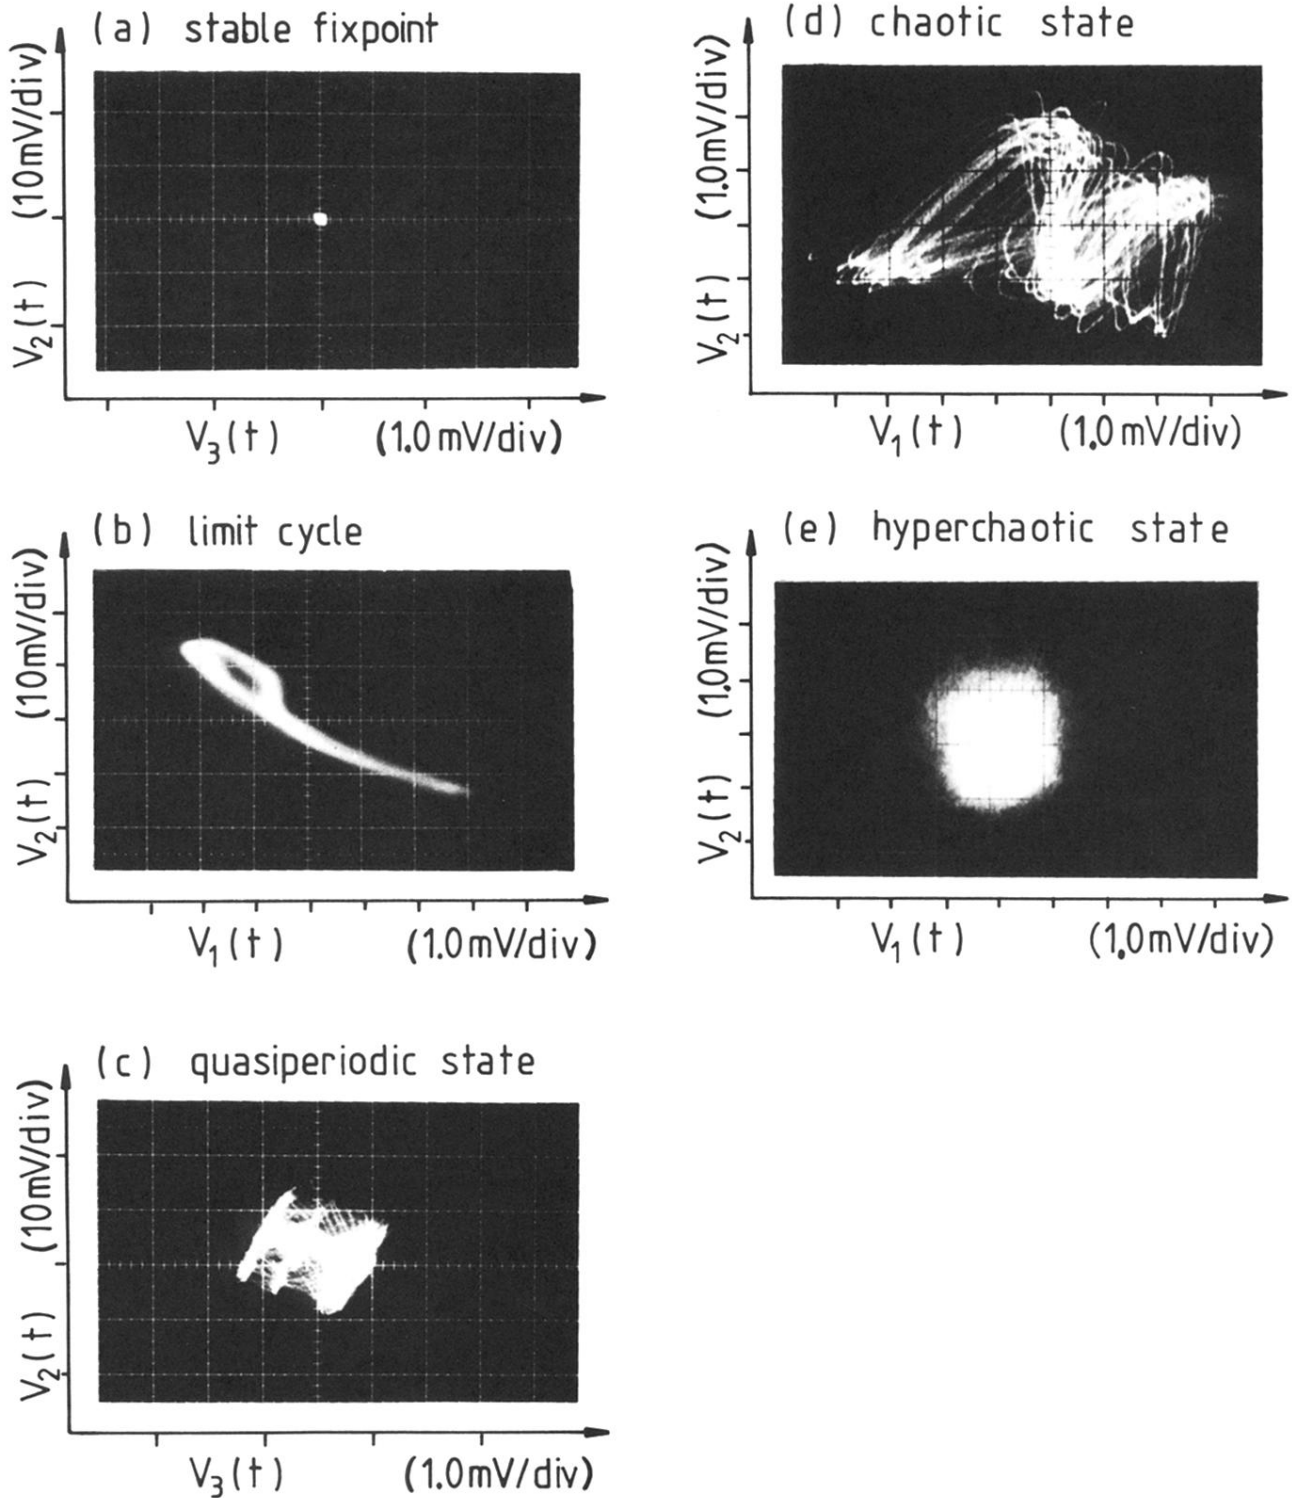 (a) stable fixpoint
V2(t) (10mV/div)
V3(t) (1.0mV/div)
(b) limit cycle
V2(t) (10mV/div)
V1(t) (1.0mV/div)
(c) quasiperiodic state
V2(t) (10mV/div)
V3(t) (1.0mV/div)
(d) chaotic state
V2(t) (1.0mV/div)
V1(t) (1.0mV/div)
(e) hyperchaotic state
V2(t) (1.0mV/div)
V1(t) (1.0mV/div)